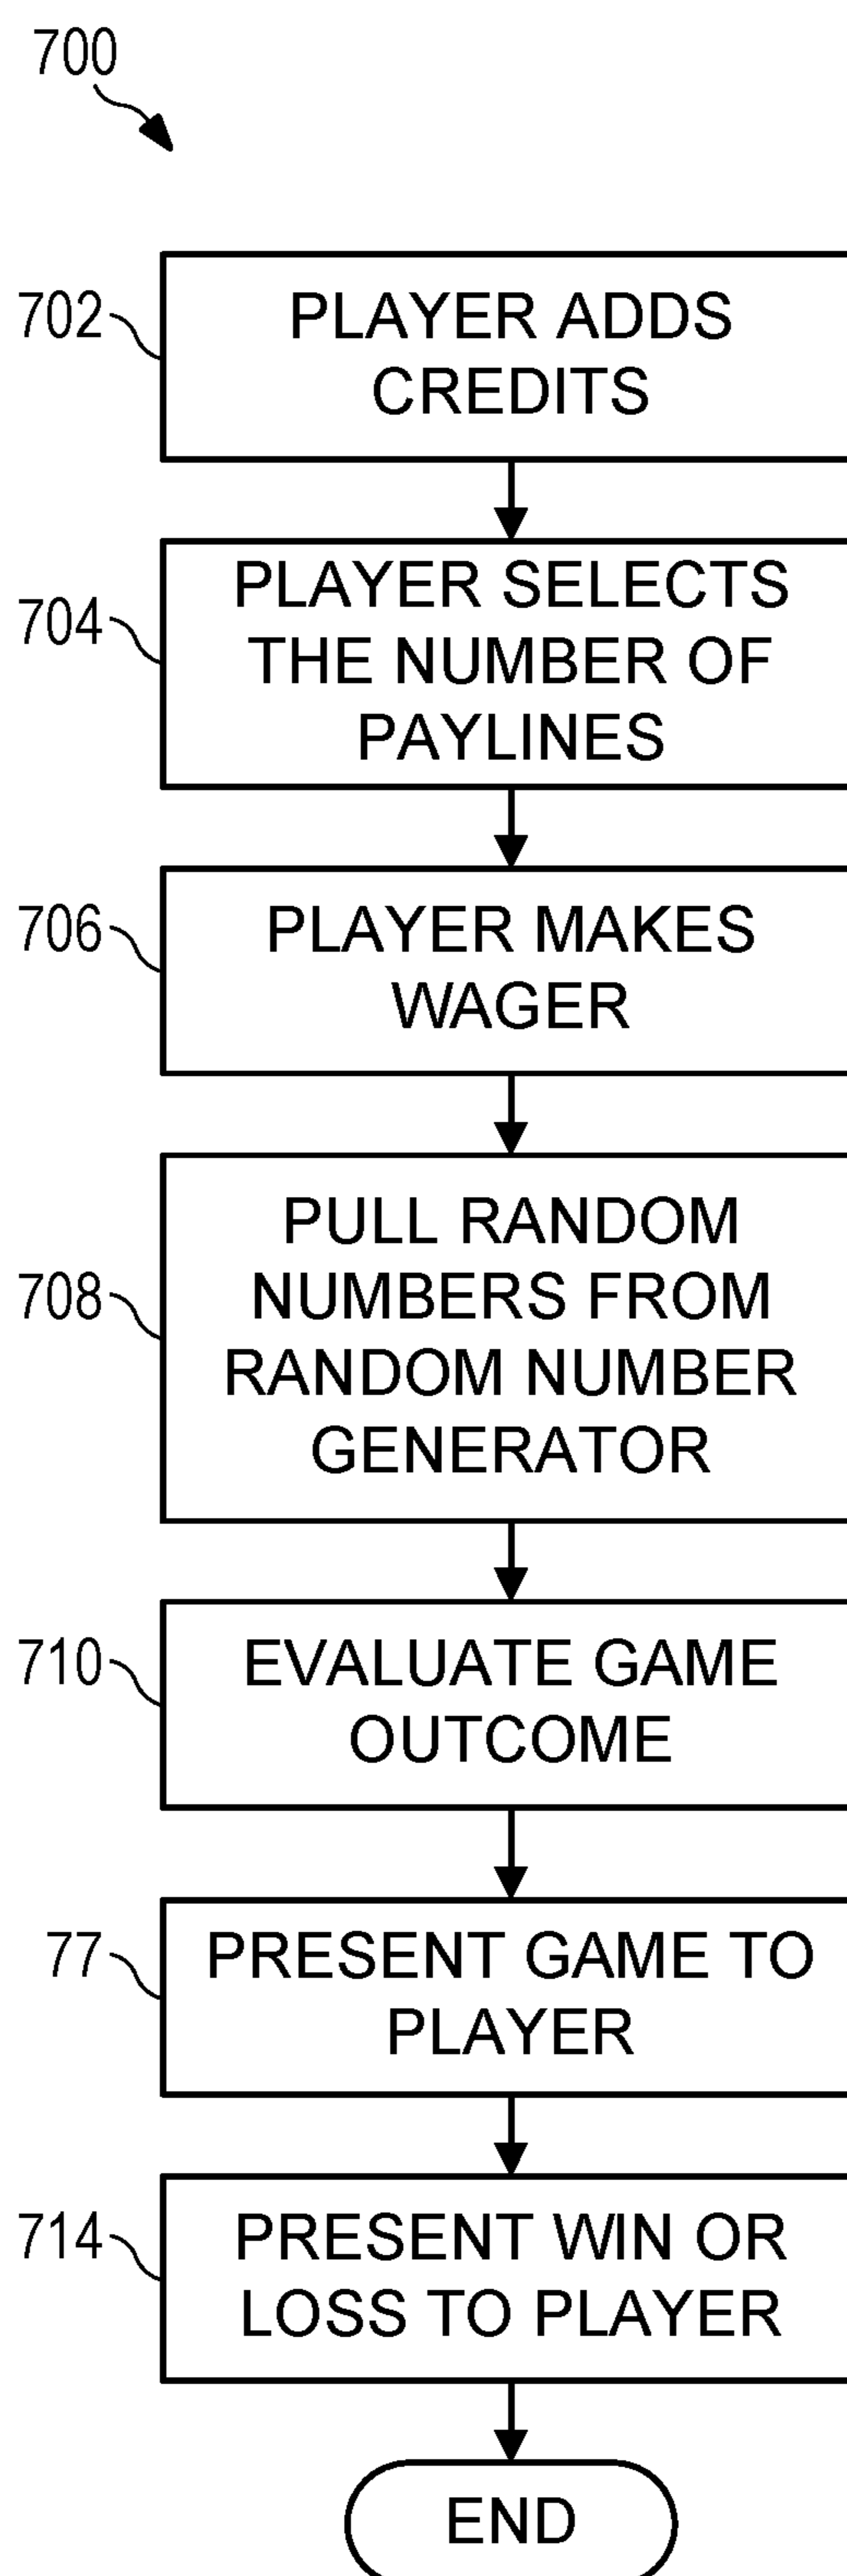 700
702
PLAYER ADDS
CREDITS
704
PLAYER SELECTS
THE NUMBER OF
PAYLINES
706
PLAYER MAKES
WAGER
708
PULL RANDOM
NUMBERS FROM
RANDOM NUMBER
GENERATOR
710
EVALUATE GAME
OUTCOME
77
PRESENT GAME TO
PLAYER
714
PRESENT WIN OR
LOSS TO PLAYER
END